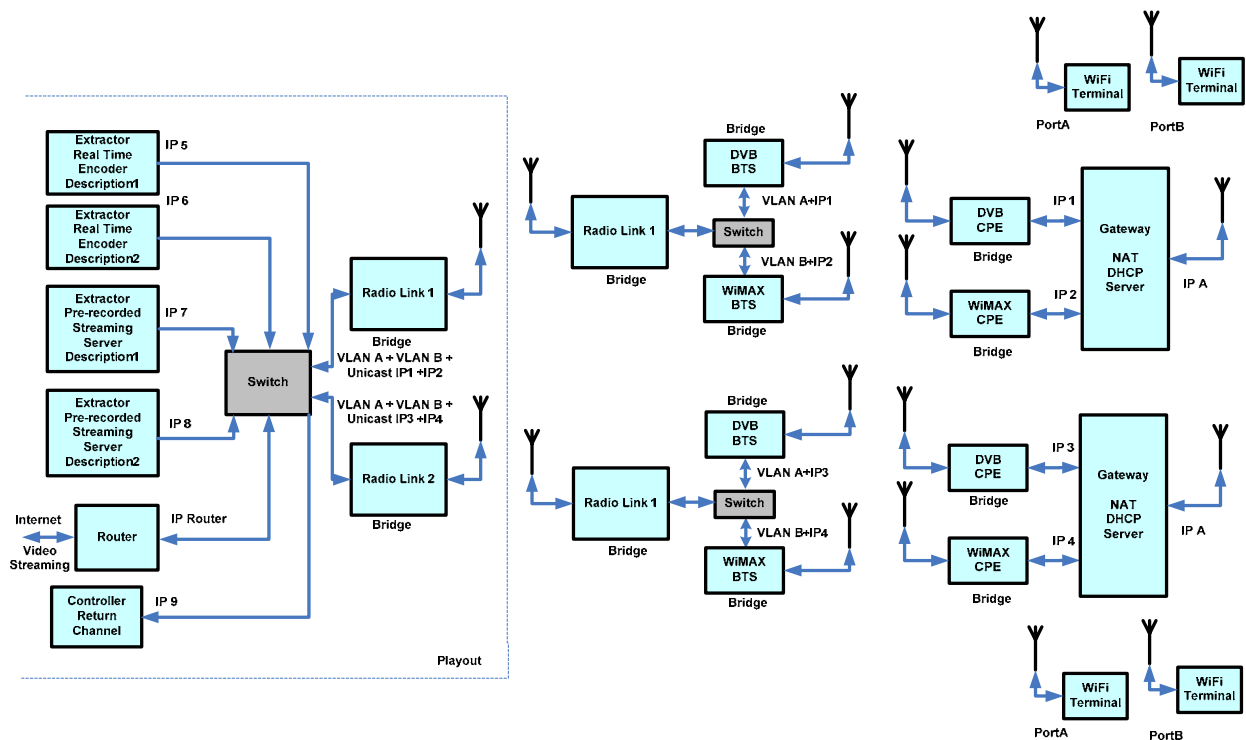 Extractor
Real Time
Encoder
Description1
IP 5
Extractor
Real Time
Encoder
Description2
IP 6
Extractor
Pre-recorded
Streaming
Server
Description1
IP 7
Extractor
Pre-recorded
Streaming
Server
Description2
IP 8
Internet
Video
Streaming
Router
IP Router
Controller
Return
Channel
IP 9
Switch
Radio Link 1
Bridge
VLAN A + VLAN B +
Unicast IP1 +IP2
VLAN A + VLAN B +
Unicast IP3 +IP4
Radio Link 2
Bridge
Playout
Radio Link 1
Bridge
Bridge
DVB
BTS
VLAN A+IP1
Switch
VLAN B+IP2
WiMAX
BTS
Bridge
Radio Link 1
Bridge
Bridge
DVB
BTS
VLAN A+IP3
Switch
VLAN B+IP4
WiMAX
BTS
Bridge
WiFi
Terminal
PortA
WiFi
Terminal
PortB
DVB
CPE
Bridge
IP 1
WiMAX
CPE
Bridge
IP 2
Gateway
NAT
DHCP
Server
IP A
DVB
CPE
Bridge
IP 3
WiMAX
CPE
Bridge
IP 4
Gateway
NAT
DHCP
Server
IP A
WiFi
Terminal
PortA
WiFi
Terminal
PortB